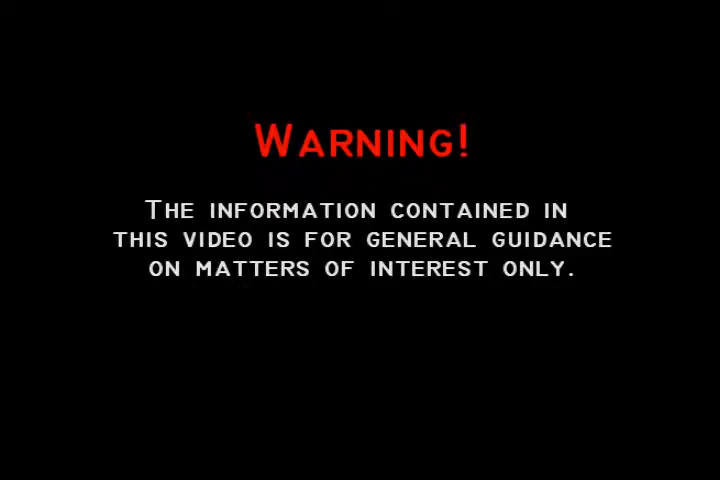 WARNING!
THE INFORMATION CONTAINED IN
THIS VIDEO IS FOR GENERAL GUIDANCE
ON MATTERS OF INTEREST ONLY.